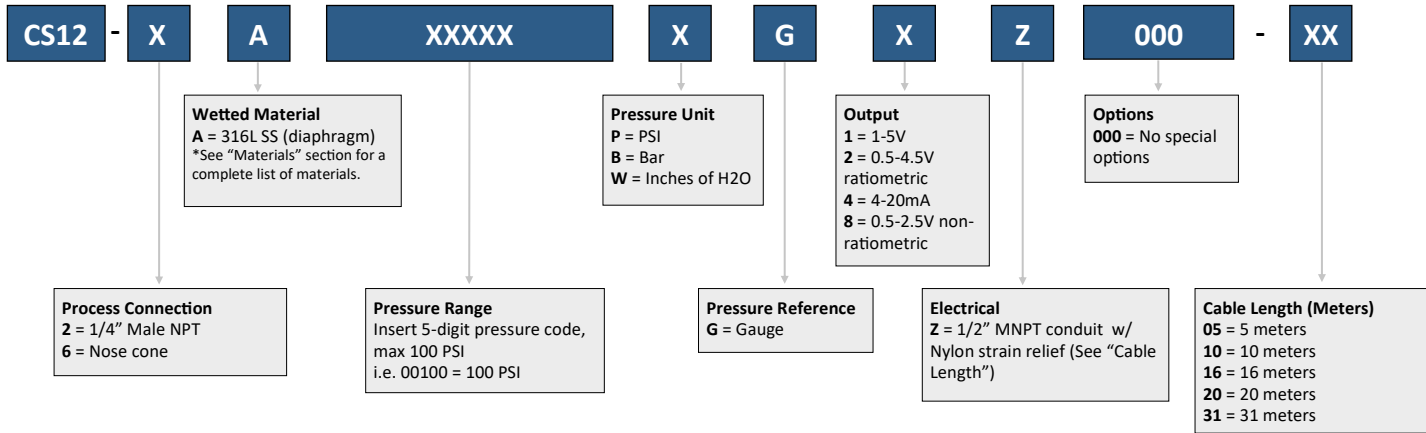 CS12 - X A XXXXX X G X Z 000 - XX
Wetted Material
A = 316L SS (diaphragm)
*See “Materials” section for a
complete list of materials.
Pressure Unit
P = PSI
B = Bar
W = Inches of H2O
Output
1 = 1-5V
2 = 0.5-4.5V
ratiometric
4 = 4-20mA
8 = 0.5-2.5V non-
ratiometric
Options
000 = No special
options
Process Connection
2 = 1/4” Male NPT
6 = Nose cone
Pressure Range
Insert 5-digit pressure code,
max 100 PSI
i.e. 00100 = 100 PSI
Pressure Reference
G = Gauge
Electrical
Z = 1/2” MNPT conduit w/
Nylon strain relief (See “Cable
Length”)
Cable Length (Meters)
05 = 5 meters
10 = 10 meters
16 = 16 meters
20 = 20 meters
31 = 31 meters